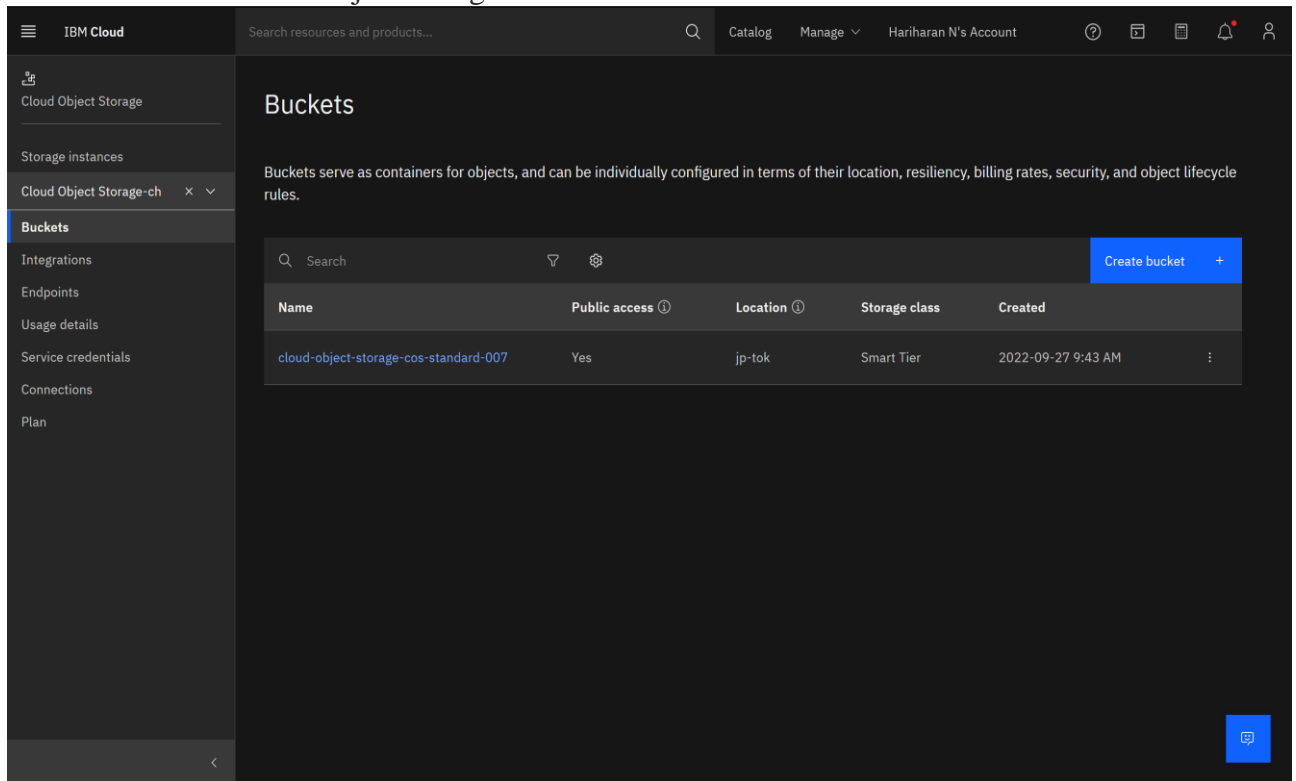 IBM Cloud
Search resources and products...
Catalog
Manage
Hariharan N's Account
Cloud Object Storage
Storage instances
Cloud Object Storage-ch
Buckets
Integrations
Endpoints
Usage details
Service credentials
Connections
Plan
Buckets
Buckets serve as containers for objects, and can be individually configured in terms of their location, resiliency, billing rates, security, and object lifecycle
rules.
Search
Create bucket +
Name Public access Location Storage class Created
cloud-object-storage-cos-standard-007 Yes jp-tok Smart Tier 2022-09-27 9:43 AM